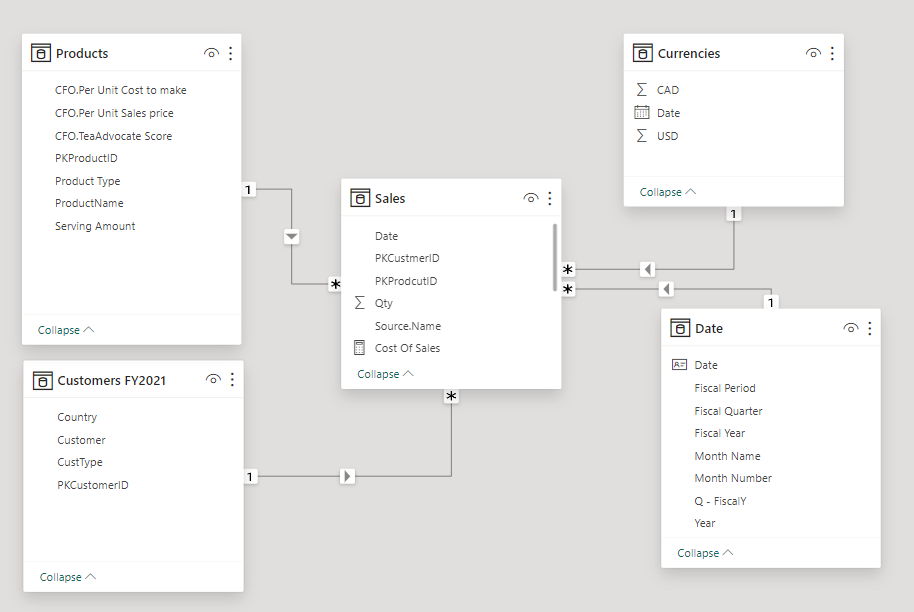 Products
CFO.Per Unit Cost to make
CFO.Per Unit Sales price
CFO.TeaAdvocate Score
PKProductID
Product Type
ProductName
Serving Amount
Collapse
1
*
Customers FY2021
Country
Customer
CustType
PKCustomerID
Collapse
1
*
Sales
Date
PKCustmerID
PKProdcutID
Qty
Source.Name
Cost Of Sales
Collapse
Currencies
CAD
Date
USD
Collapse
1
*
*
1
Date
Date
Fiscal Period
Fiscal Quarter
Fiscal Year
Month Name
Month Number
Q - FiscalY
Year
Collapse